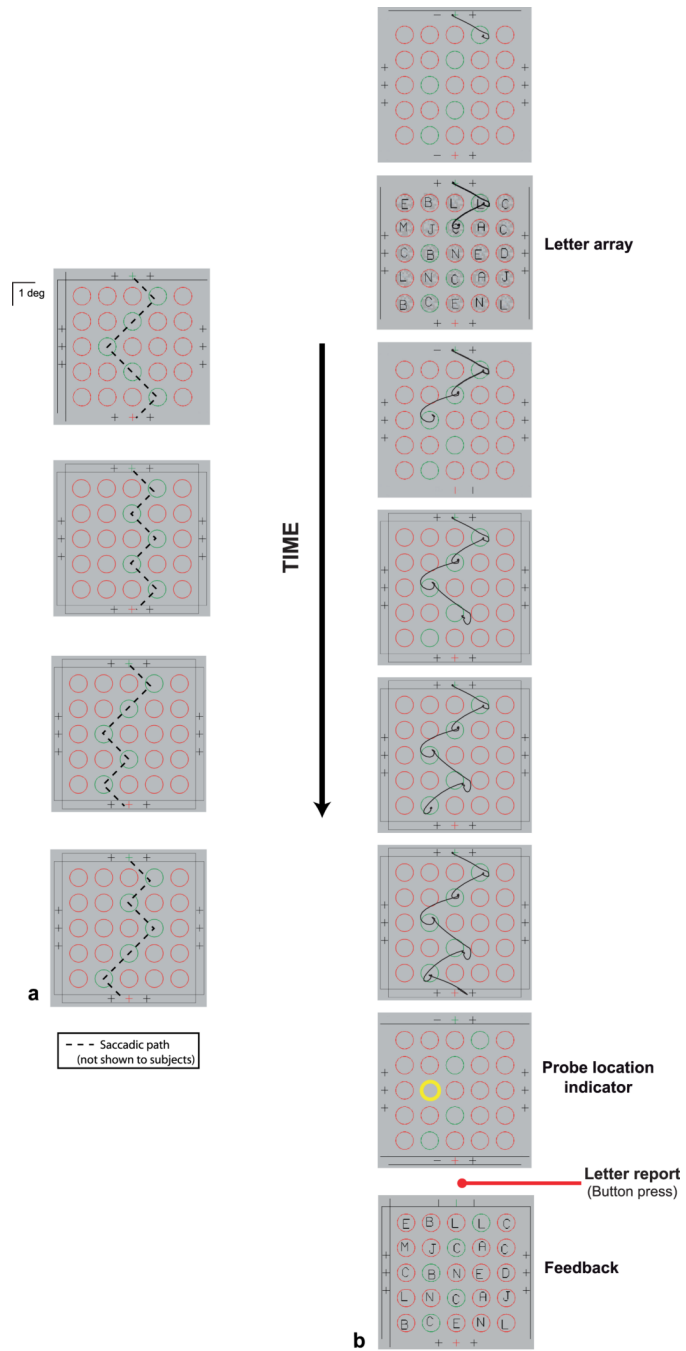 E B L L C
M J C A C
C B N E D
L N C A J
B C E N L
Letter array
1 deg
TIME
a
Saccadic path
(not shown to subjects)
Probe location
indicator
Letter report
(Button press)
E B L L C
M J C A C
C B N E D
L N C A J
B C E N L
Feedback
b